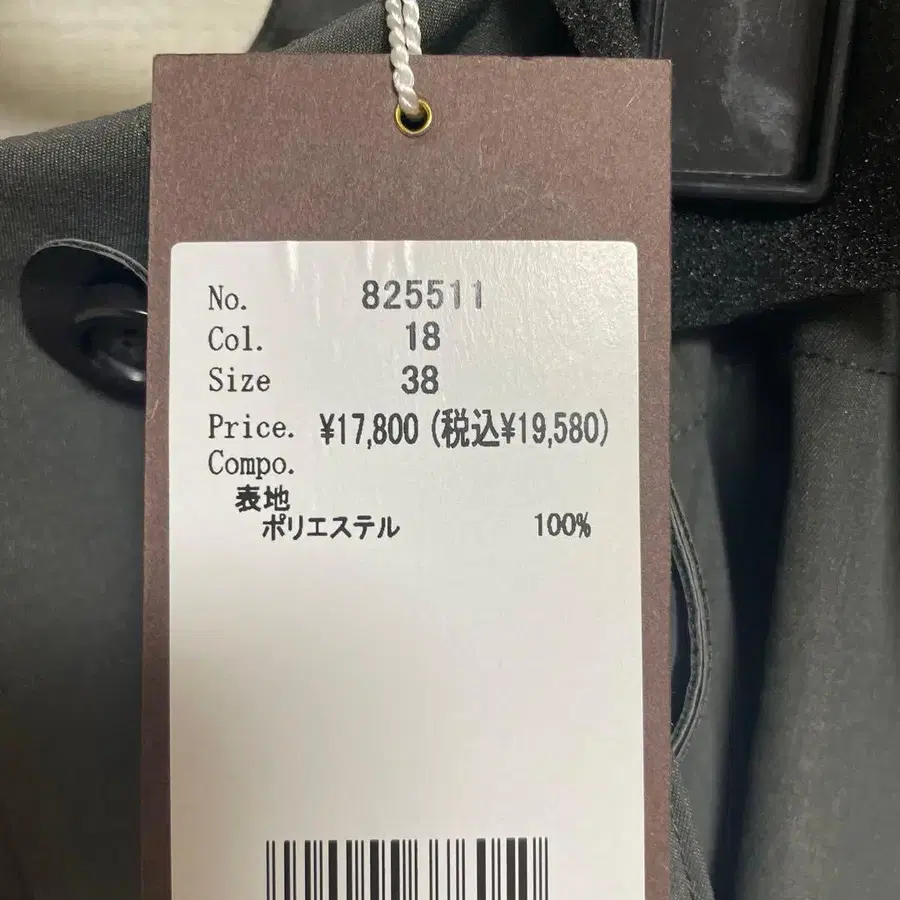 No. 825511
Col. 18
Size 38
Price. ¥17,800 (税込¥19,580)
Compo.
表地
ポリエステル 100%